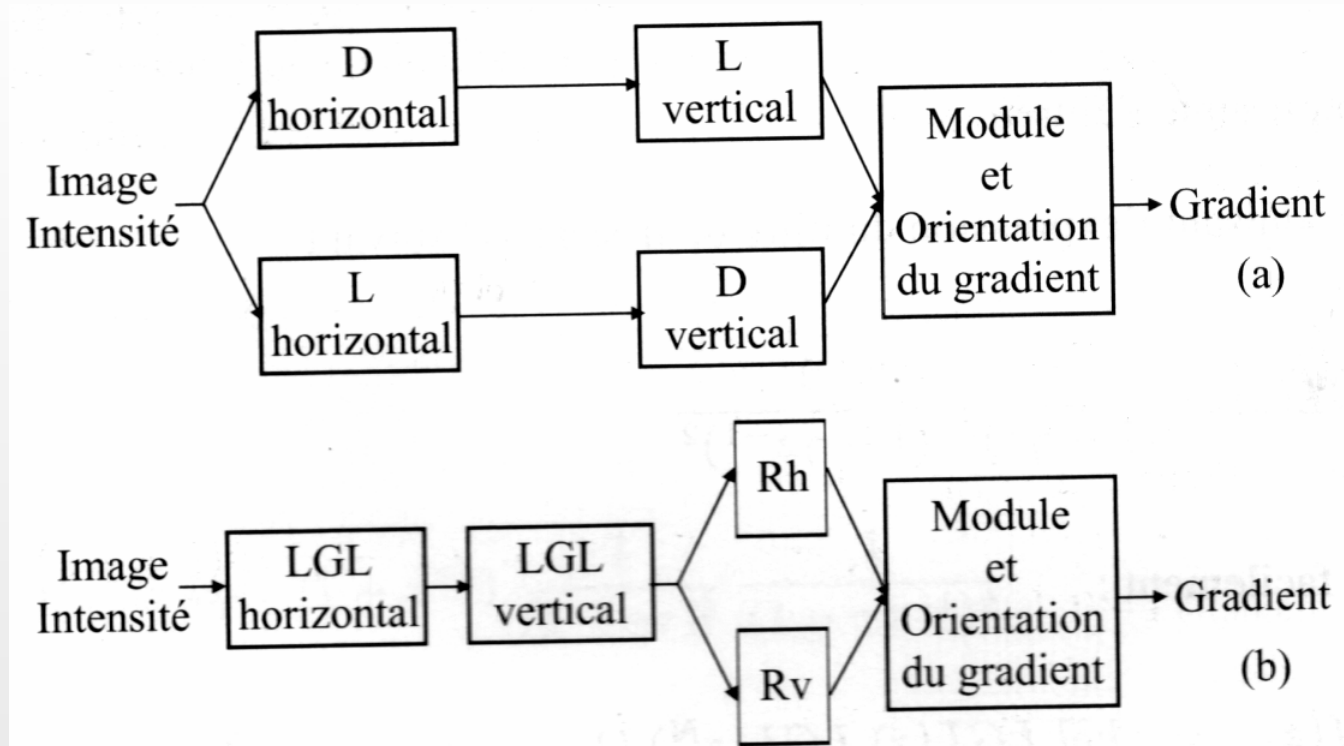 D
horizontal
L
vertical
Image
Intensité
L
horizontal
D
vertical
Module
et
Orientation
du gradient
Gradient
(a)
Image
Intensité
LGL
horizontal
LGL
vertical
Rh
Rv
Module
et
Orientation
du gradient
Gradient
(b)